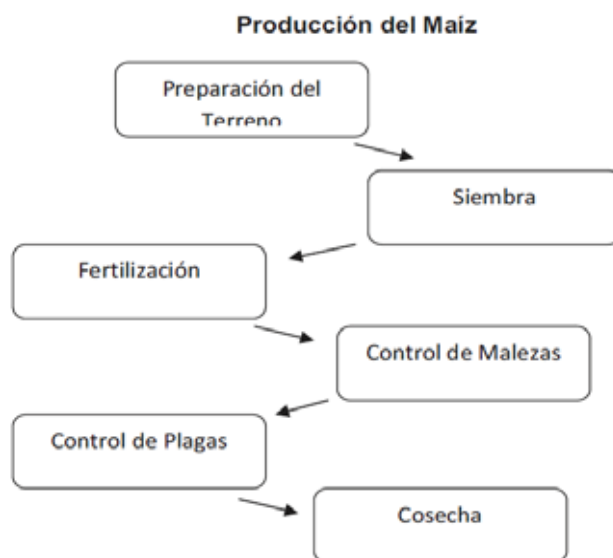 Producción del Maíz
Preparación del
Terreno
Siembra
Fertilización
Control de Malezas
Control de Plagas
Cosecha